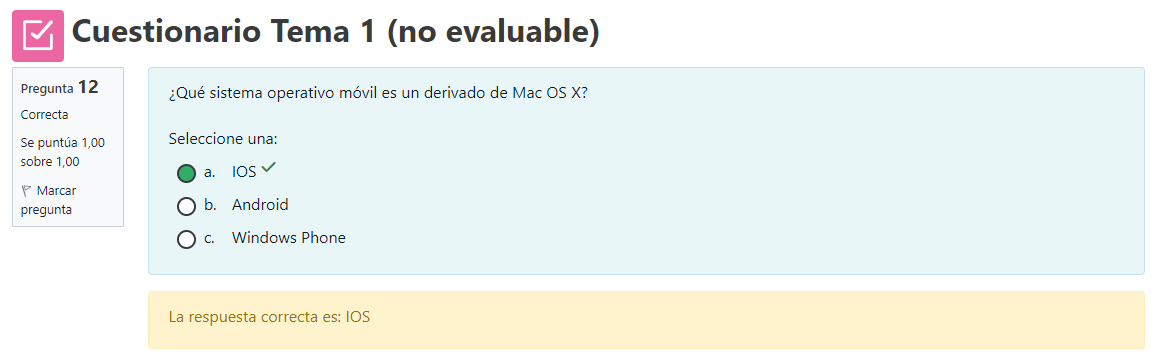 Cuestionario Tema 1 (no evaluable)
Pregunta 12
Correcta
Se puntúa 1,00
sobre 1,00
Marcar
pregunta
¿Qué sistema operativo móvil es un derivado de Mac OS X?
Seleccione una:
a. IOS
b. Android
c. Windows Phone
La respuesta correcta es: IOS